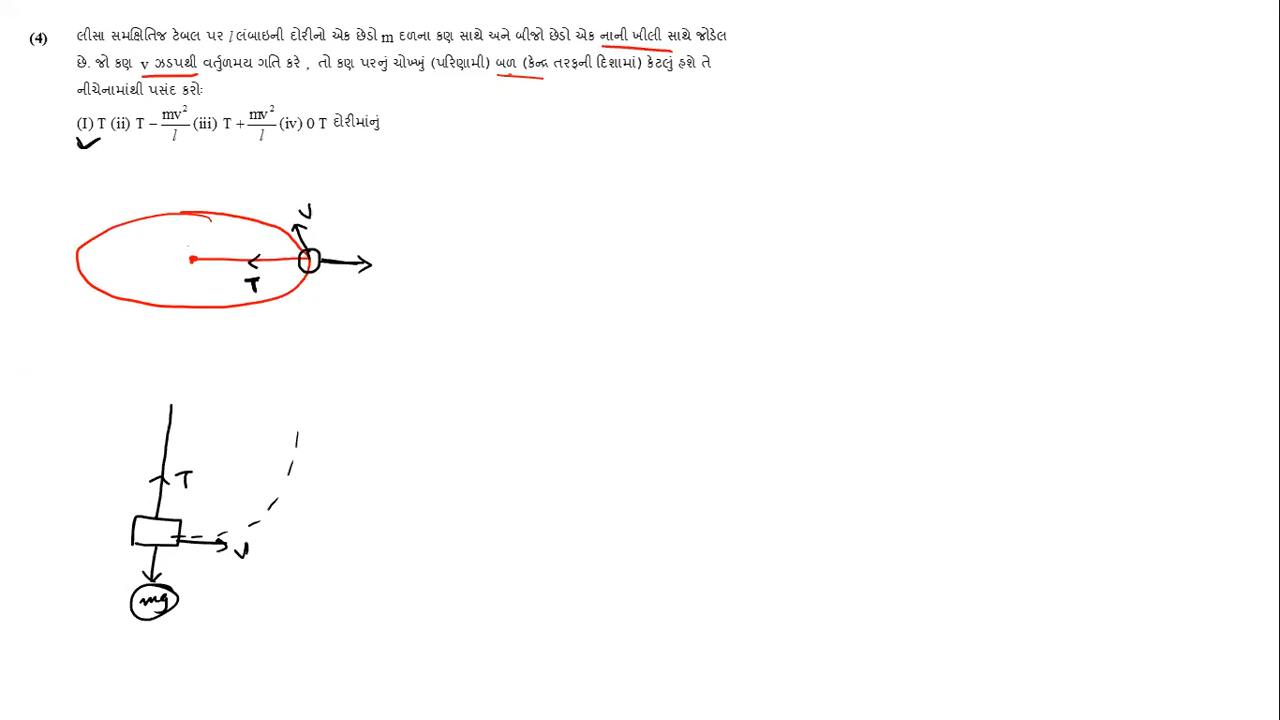 (4) લીસા સમક્ષિતિજ ટેબલ પર l લંબાઇની દોરીનો એક છેડો m દળના કણ સાથે અને બીજો છેડો એક નાની ખીલી સાથે જોડેલ
છે. જો કણ v ઝડપથી વર્તુળમય ગતિ કરે , તો કણ પરનું ચોખ્ખું (પરિણામી) બળ (કેન્દ્ર તરફની દિશામાં) કેટલું હશે તે
નીચેનામાંથી પસંદ કરોઃ
(I) T (ii) T − mv²/l (iii) T + mv²/l (iv) 0 T દોરીમાંનું
v
T
T
v
mg